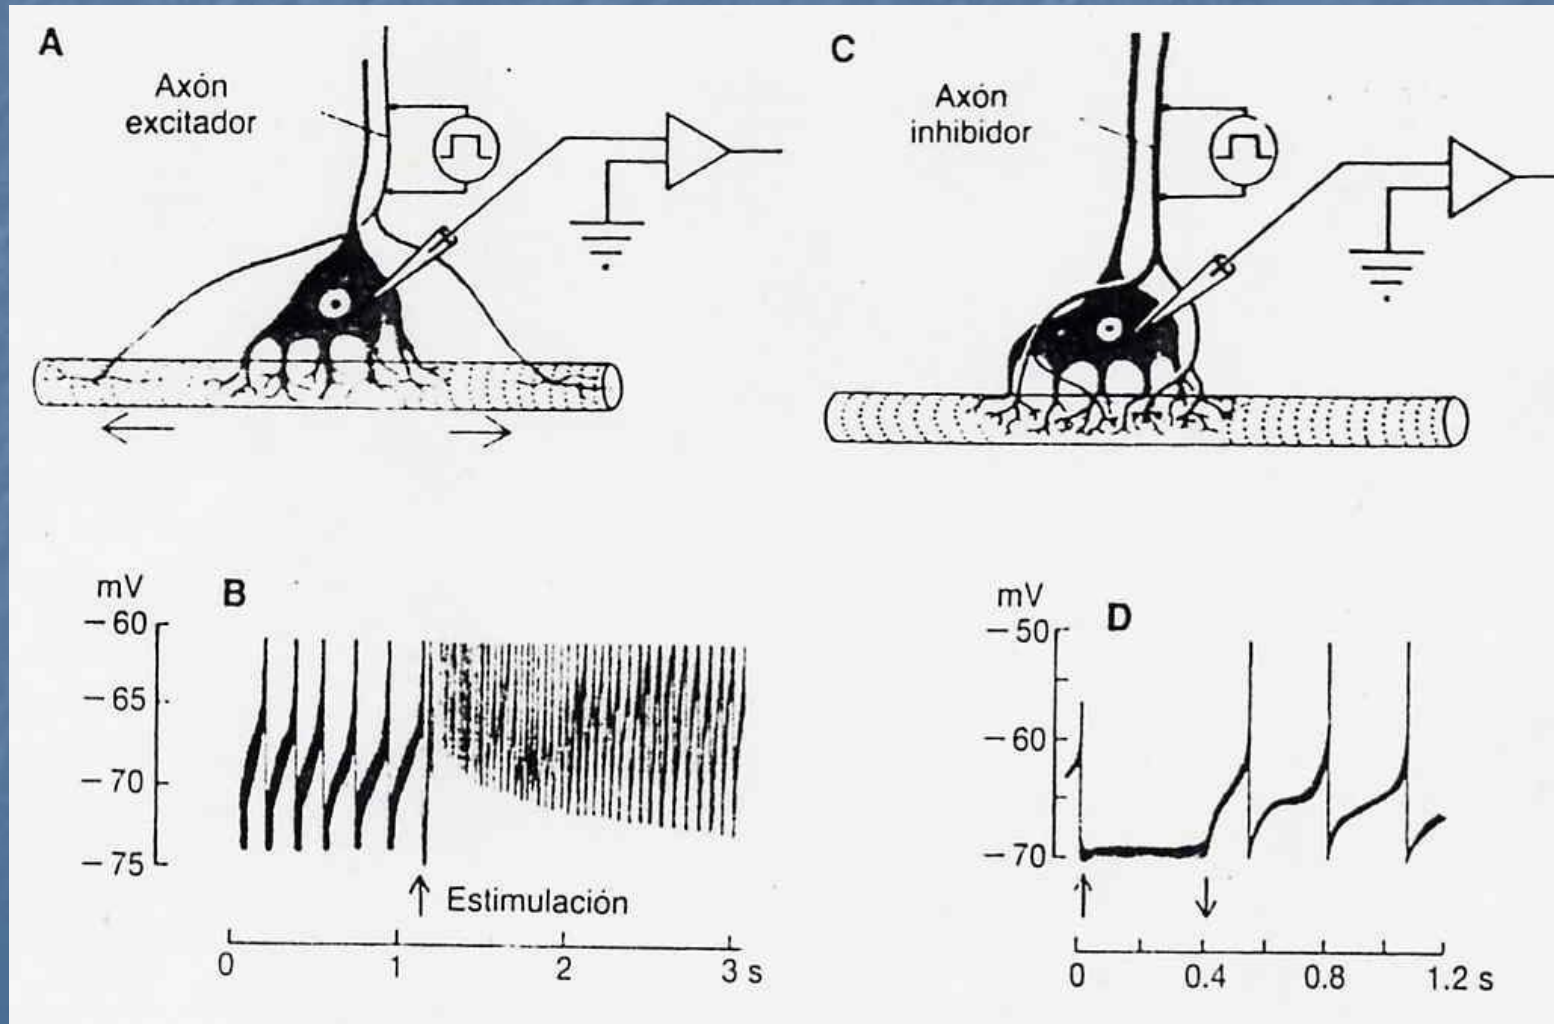 A
Axón
excitador
C
Axón
inhibidor
mV
B
−60
−65
−70
−75
Estimulación
0
1
2
3 s
mV
D
−50
−60
−70
0
0.4
0.8
1.2 s